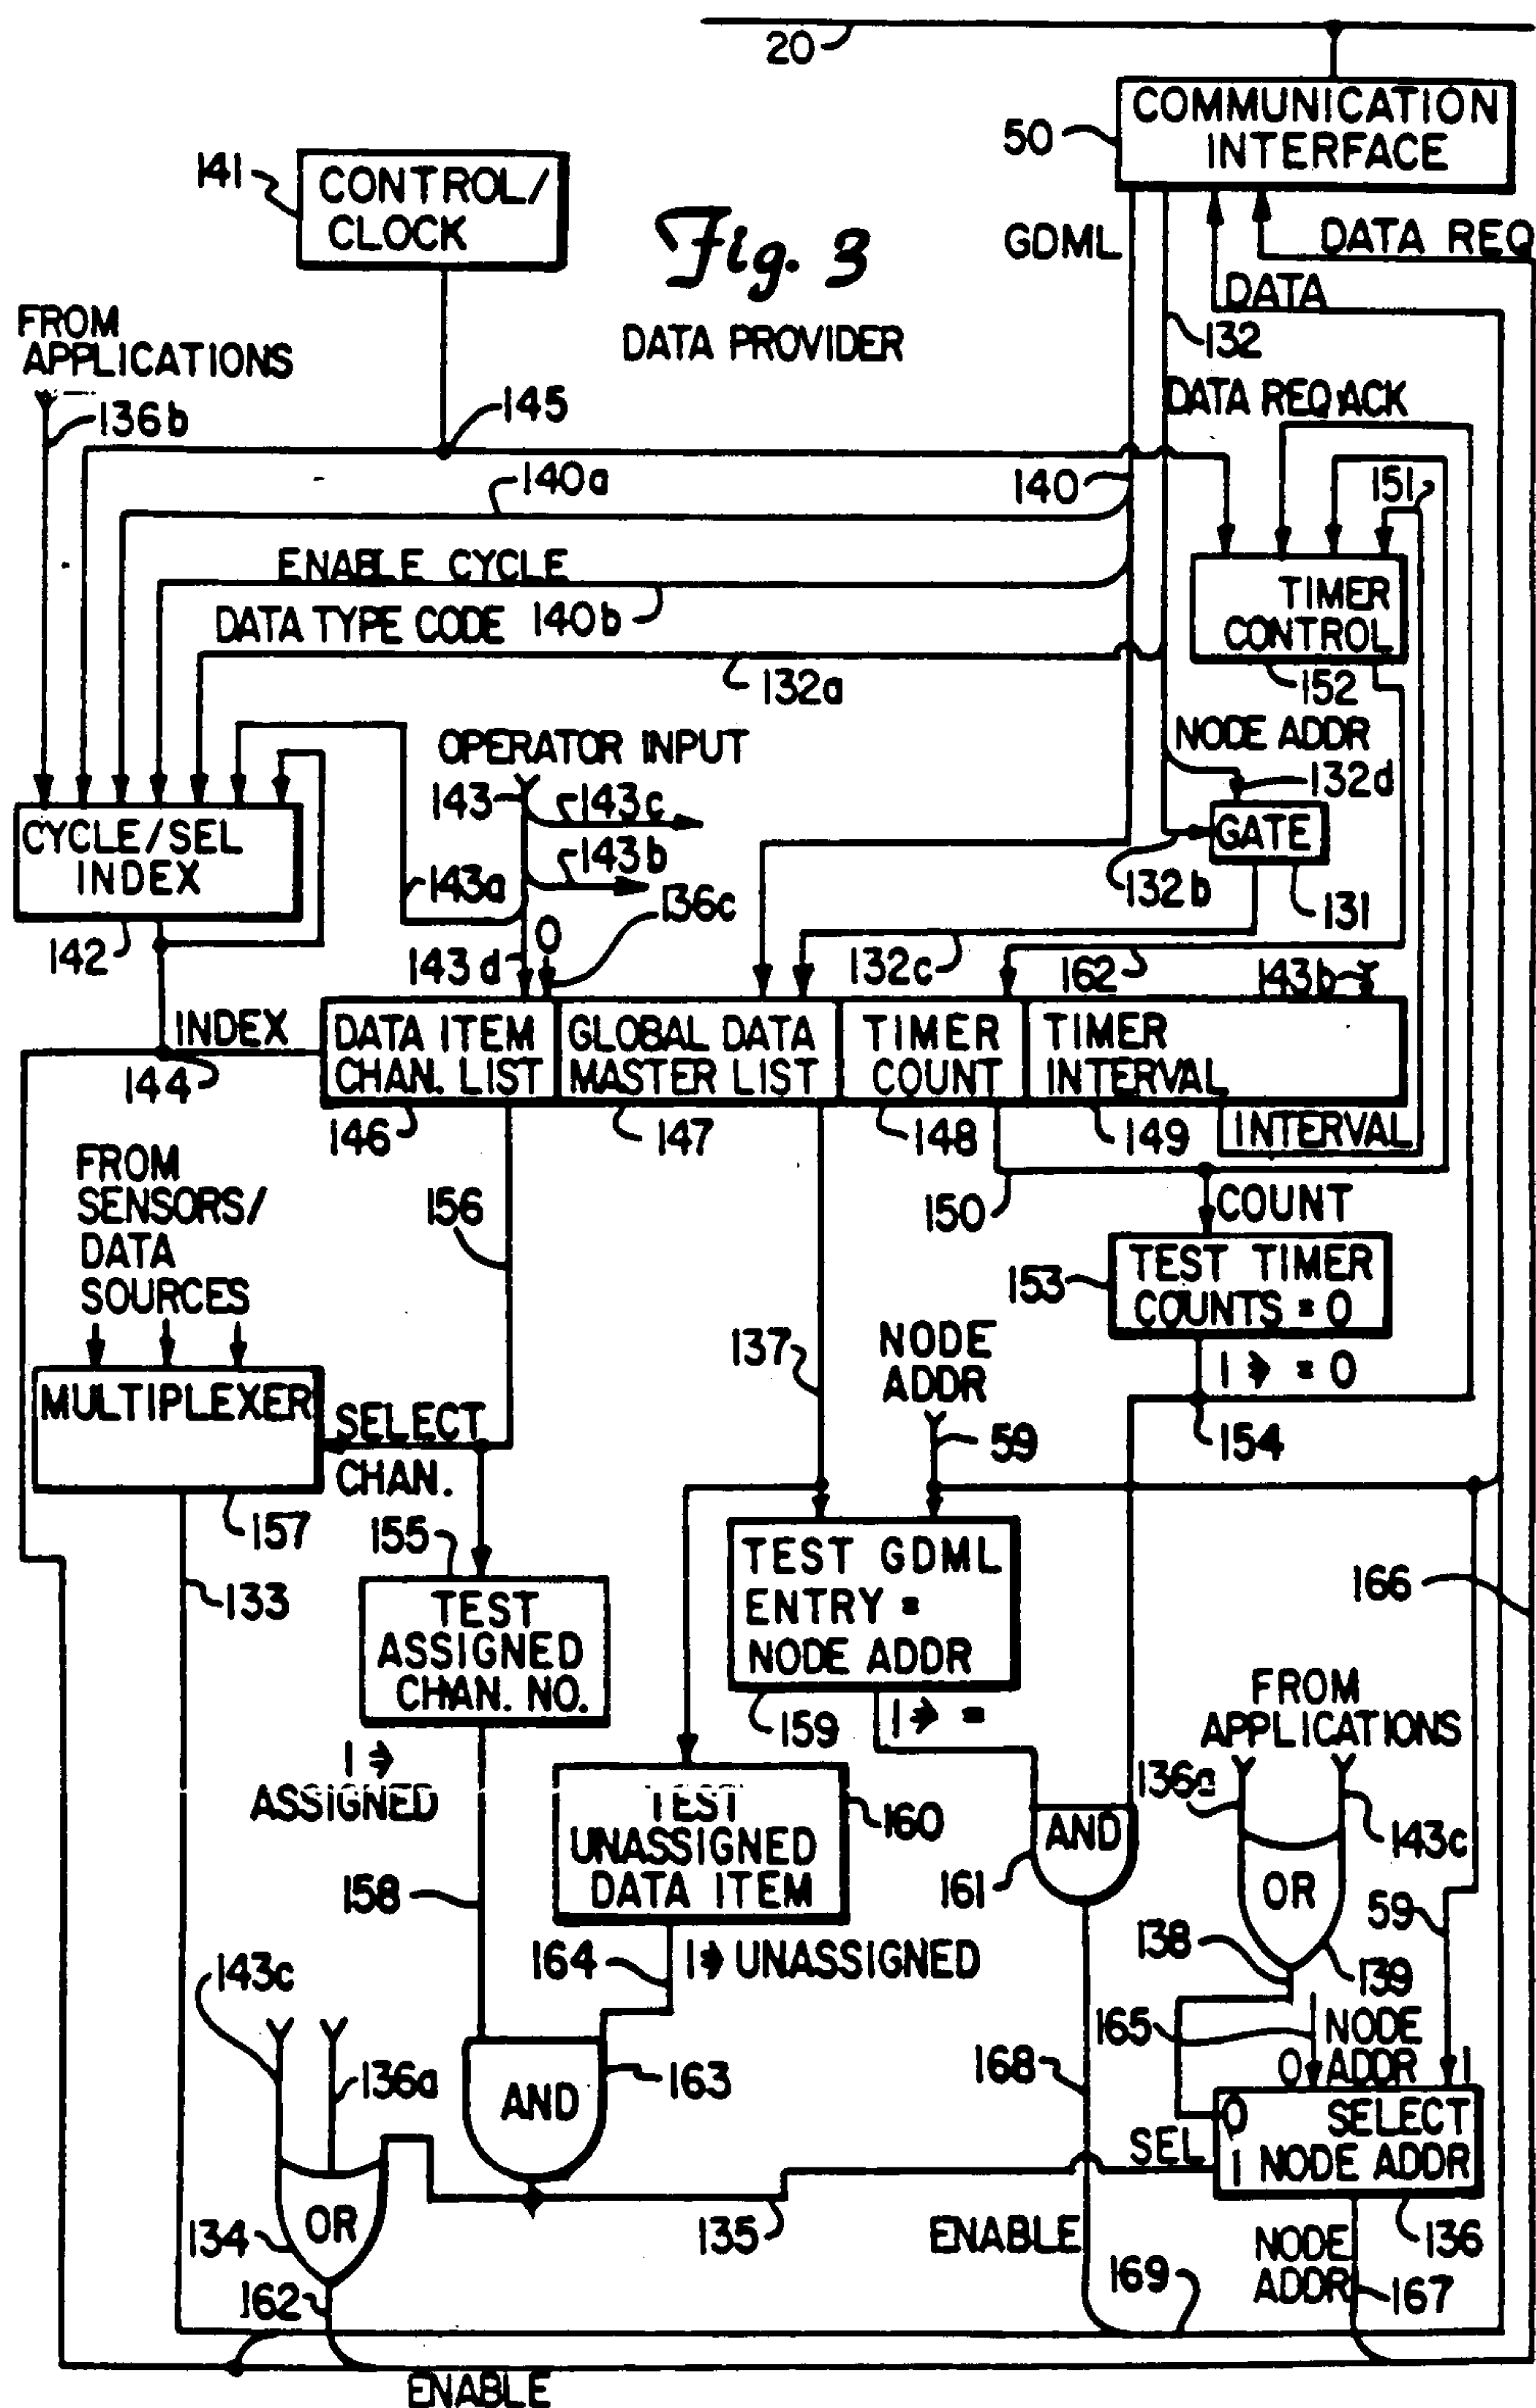 20
COMMUNICATION
INTERFACE
50
141
CONTROL/
CLOCK
Fig. 3
DATA PROVIDER
GDML
DATA REQ
DATA
132
FROM
APPLICATIONS
136b
145
DATA REQ ACK
140a
140
151
ENABLE CYCLE
DATA TYPE CODE 140b
TIMER
CONTROL
132a
152
OPERATOR INPUT
NODE ADDR
132d
143
143c
CYCLE/SEL
INDEX
GATE
143b
143a
132b
131
136c
142
143d
0
132c
162
143b
INDEX
DATA ITEM
CHAN. LIST
GLOBAL DATA
MASTER LIST
TIMER
COUNT
TIMER
INTERVAL
144
146
147
148
149
INTERVAL
FROM
SENSORS/
DATA
SOURCES
156
150
COUNT
153
TEST TIMER
COUNTS = 0
137
NODE
ADDR
1 ⇒ = 0
MULTIPLEXER
SELECT
CHAN.
59
154
157
155
TEST GDML
ENTRY =
NODE ADDR
166
133
TEST
ASSIGNED
CHAN. NO.
159
1 ⇒ =
FROM
APPLICATIONS
1 ⇒
ASSIGNED
136a
TEST
UNASSIGNED
DATA ITEM
160
AND
143c
158
161
OR
59
164
1 ⇒ UNASSIGNED
138
139
143c
165
NODE
ADDR
0
1
136a
163
168
AND
0
SELECT
1 NODE ADDR
SEL
134
OR
135
ENABLE
NODE
ADDR
136
162
169
167
ENABLE